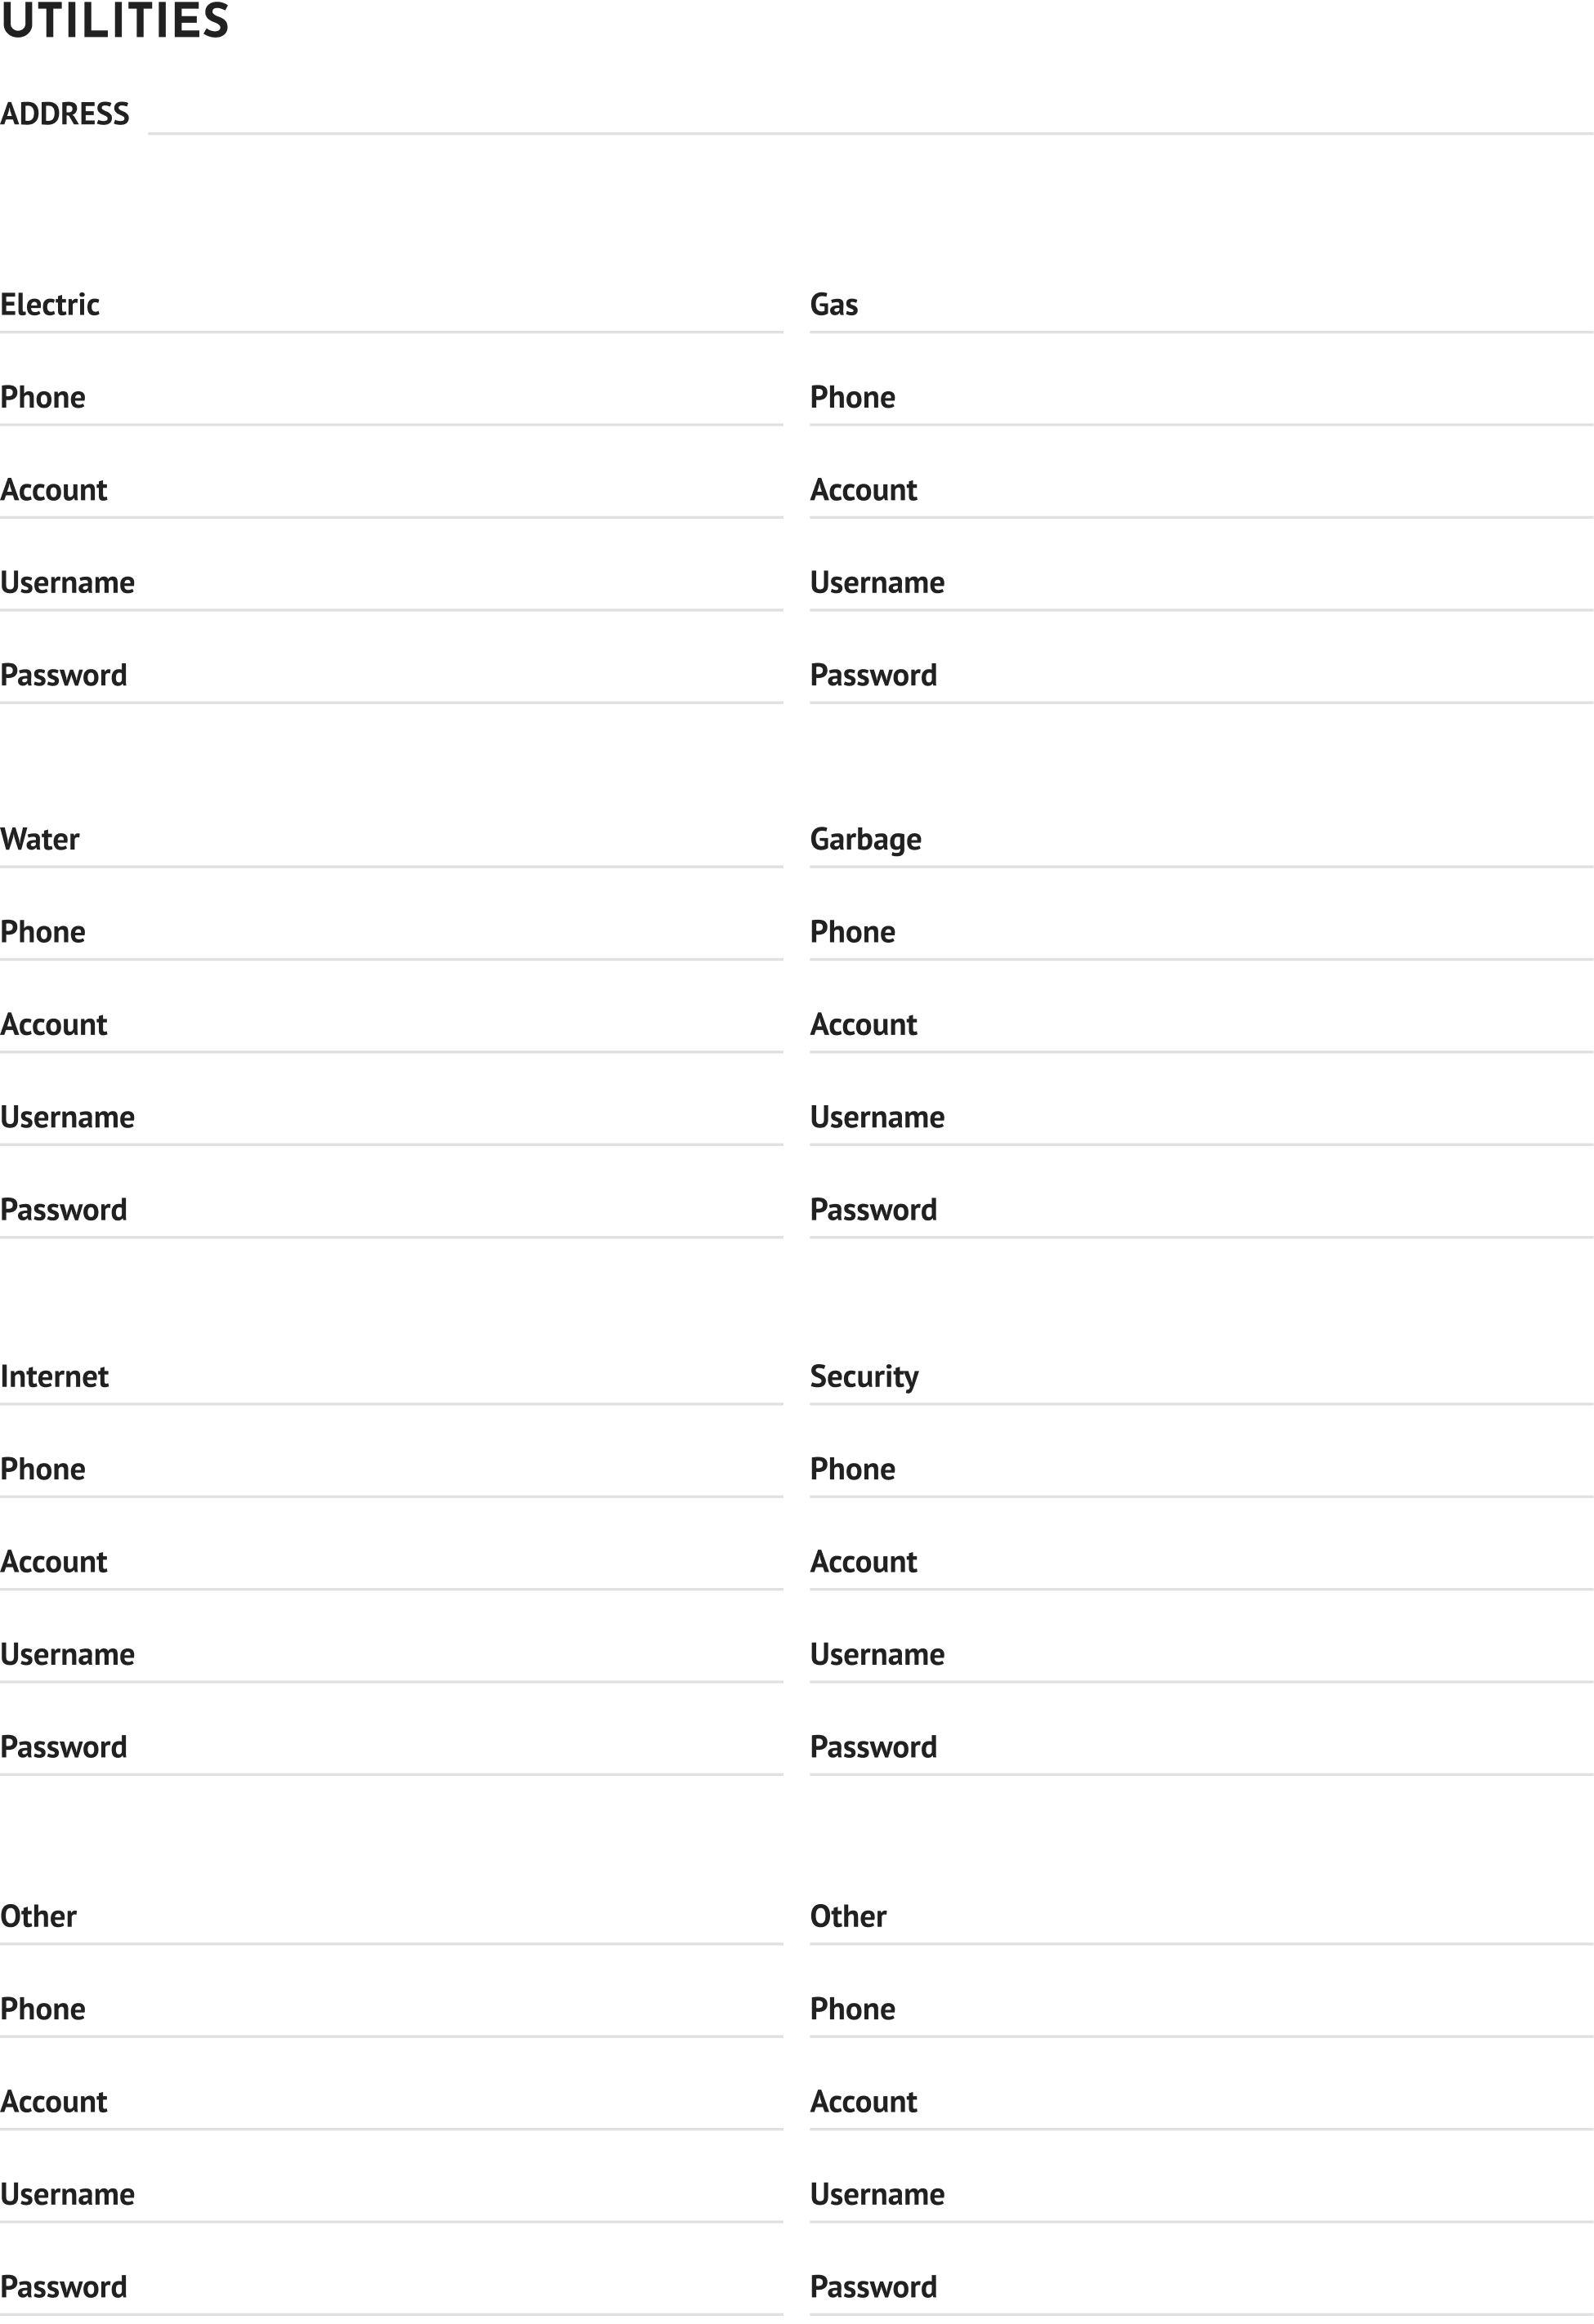 UTILITIES
ADDRESS
Electric
Phone
Account
Username
Password
Gas
Phone
Account
Username
Password
Water
Phone
Account
Username
Password
Garbage
Phone
Account
Username
Password
Internet
Phone
Account
Username
Password
Security
Phone
Account
Username
Password
Other
Phone
Account
Username
Password
Other
Phone
Account
Username
Password